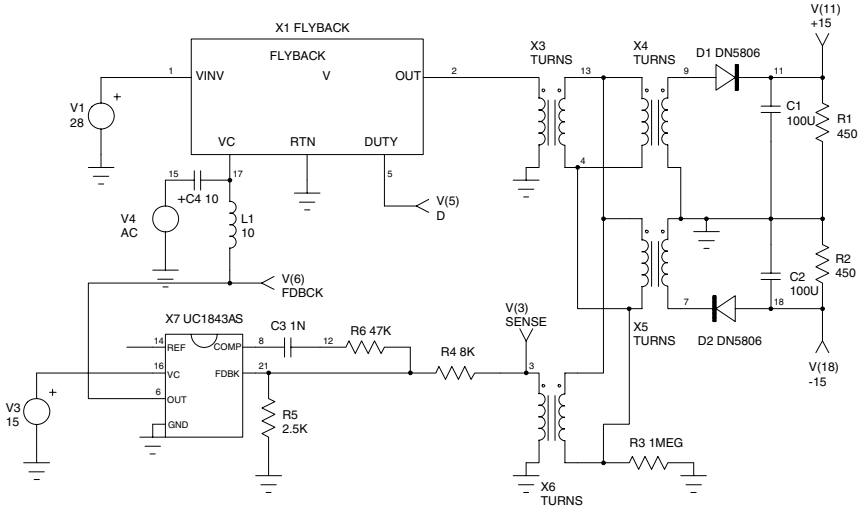 V(11)
+15
X1 FLYBACK
FLYBACK
VINV
V
OUT
VC
RTN
DUTY
1
2
V1
28
+
X3
TURNS
13
X4
TURNS
9
D1 DN5806
11
C1
100U
R1
450
4
15
+C4 10
17
5
V(5)
D
V4
AC
L1
10
V(6)
FDBCK
R2
450
C2
100U
7
18
X5
TURNS
D2 DN5806
V(18)
-15
X7 UC1843AS
C3 1N
R6 47K
V(3)
SENSE
14
REF
COMP
8
12
R4 8K
3
16
VC
FDBK
21
6
OUT
GND
V3
15
+
R5
2.5K
R3 1MEG
X6
TURNS